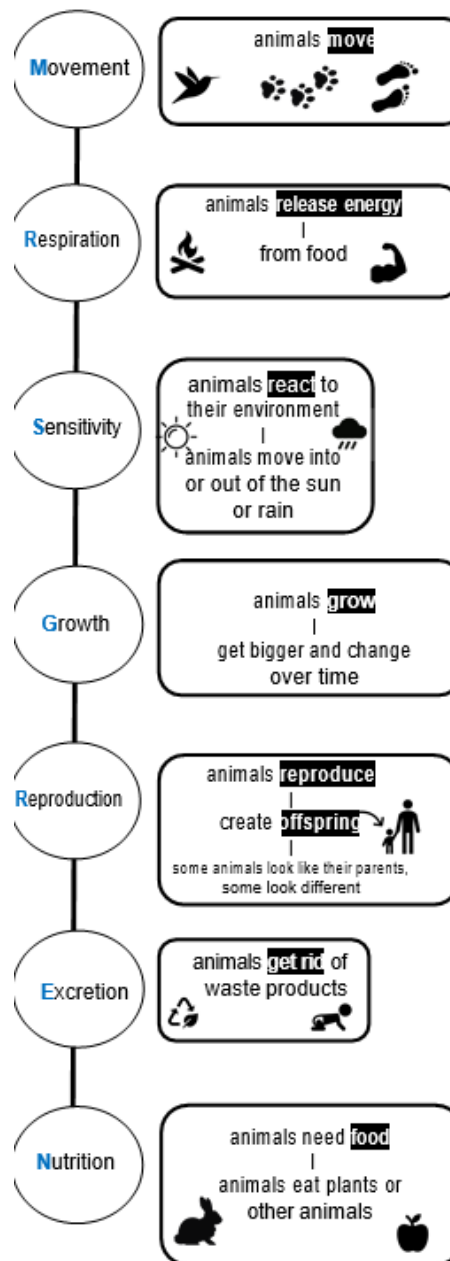 Movement
animals move
Respiration
animals release energy
from food
Sensitivity
animals react to
their environment
animals move into
or out of the sun
or rain
Growth
animals grow
get bigger and change
over time
Reproduction
animals reproduce
create offspring
some animals look like their parents,
some look different
Excretion
animals get rid of
waste products
Nutrition
animals need food
animals eat plants or
other animals